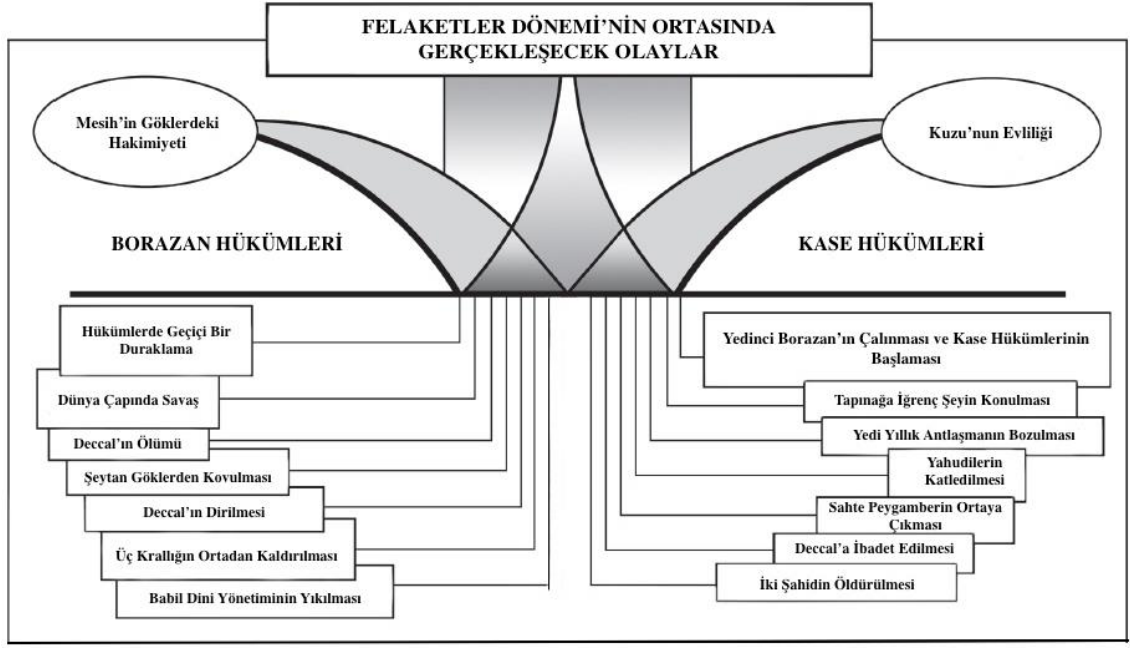 FELAKETLER DÖNEMİ’NİN ORTASINDA
GERÇEKLEŞECEK OLAYLAR
Mesih’in Göklerdeki
Hakimiyeti
Kuzu’nun Evliliği
BORAZAN HÜKÜMLERİ
KASE HÜKÜMLERİ
Hükümlerde Geçiçi Bir
Duraklama
Dünya Çapında Savaş
Deccal’ın Ölümü
Şeytan Göklerden Kovulması
Deccal’ın Dirilmesi
Üç Krallığın Ortadan Kaldırılması
Babil Dini Yönetiminin Yıkılması
Yedinci Borazan’ın Çalınması ve Kase Hükümlerinin
Başlaması
Tapınağa İğrenç Şeyin Konulması
Yedi Yıllık Antlaşmanın Bozulması
Yahudilerin
Katledilmesi
Sahte Peygamberin Ortaya
Çıkması
Deccal’a İbadet Edilmesi
İki Şahidin Öldürülmesi